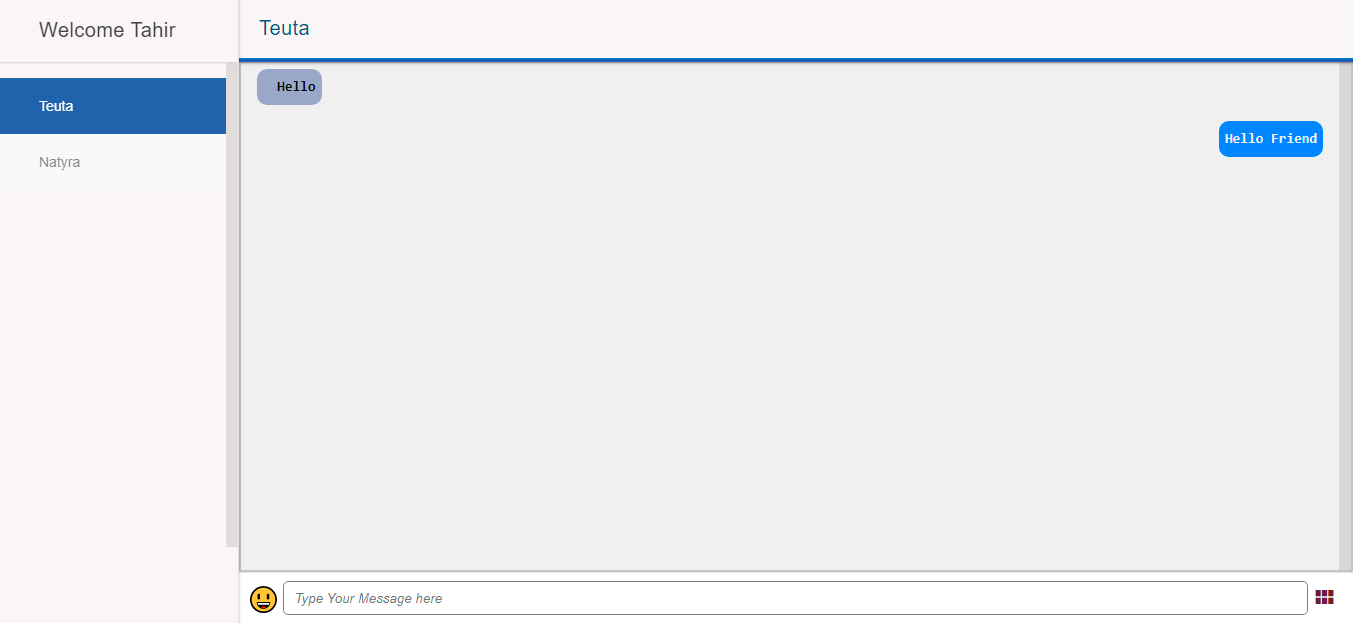 Welcome Tahir
Teuta
Teuta
Natyra
Hello
Hello Friend
Type Your Message here